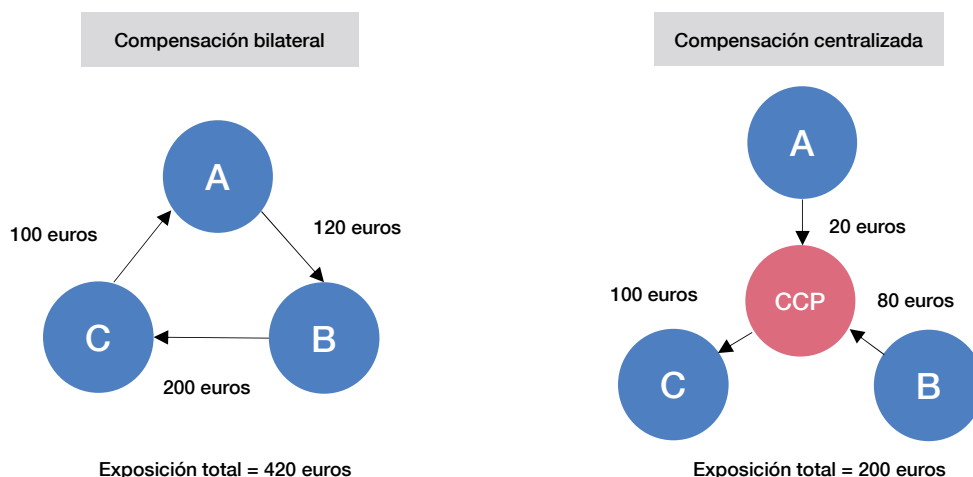 Compensación bilateral
A
100 euros
120 euros
C
B
200 euros
Exposición total = 420 euros
Compensación centralizada
A
20 euros
100 euros
CCP
80 euros
C
B
Exposición total = 200 euros